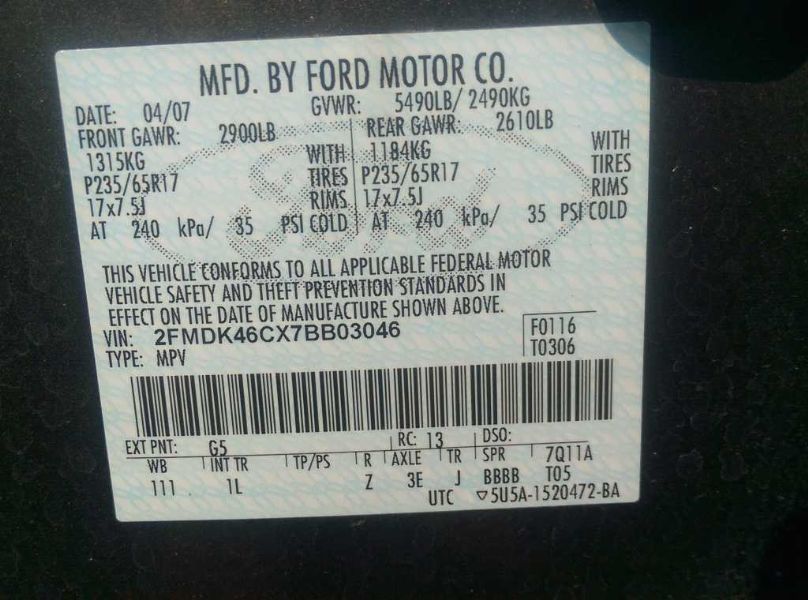 MFD. BY FORD MOTOR CO.
DATE: 04/07 GVWR: 5490LB/ 2490KG
FRONT GAWR: 2900LB REAR GAWR: 2610LB
1315KG WITH 1184KG WITH
P235/65R17 TIRES P235/65R17 TIRES
17x7.5J RIMS 17x7.5J RIMS
AT 240 kPa/ 35 PSI COLD AT 240 kPa/ 35 PSI COLD
Ford
THIS VEHICLE CONFORMS TO ALL APPLICABLE FEDERAL MOTOR
VEHICLE SAFETY AND THEFT PREVENTION STANDARDS IN
EFFECT ON THE DATE OF MANUFACTURE SHOWN ABOVE.
VIN: 2FMDK46CX7BB03046 F0116
TYPE: MPV T0306
EXT PNT: G5 RC: 13 DSO:
WB INT TR TP/PS R AXLE TR SPR 7Q11A
111 1L Z 3E J BBBB T05
UTC ▽5U5A-1520472-BA